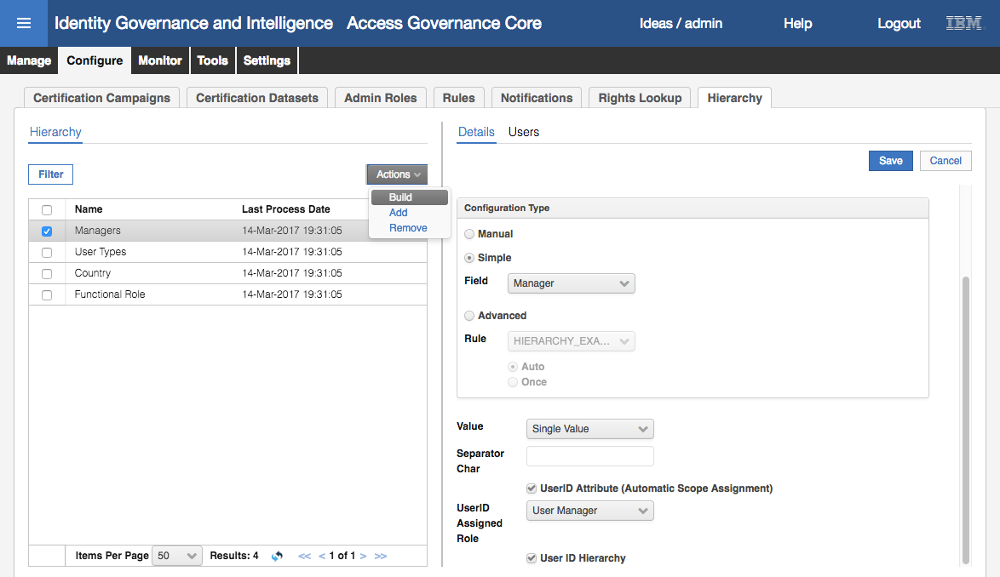 Identity Governance and Intelligence Access Governance Core Ideas / admin Help Logout IBM
Manage Configure Monitor Tools Settings
Certification Campaigns Certification Datasets Admin Roles Rules Notifications Rights Lookup Hierarchy
Hierarchy
Filter
Actions
Build
Add
Remove
Name Last Process Date
Managers 14-Mar-2017 19:31:05
User Types 14-Mar-2017 19:31:05
Country 14-Mar-2017 19:31:05
Functional Role 14-Mar-2017 19:31:05
Items Per Page 50 Results: 4 << < 1 of 1 > >>
Details Users
Save Cancel
Configuration Type
Manual
Simple
Field Manager
Advanced
Rule HIERARCHY_EXA...
Auto
Once
Value Single Value
Separator
Char
UserID Attribute (Automatic Scope Assignment)
UserID
Assigned
Role
User Manager
User ID Hierarchy